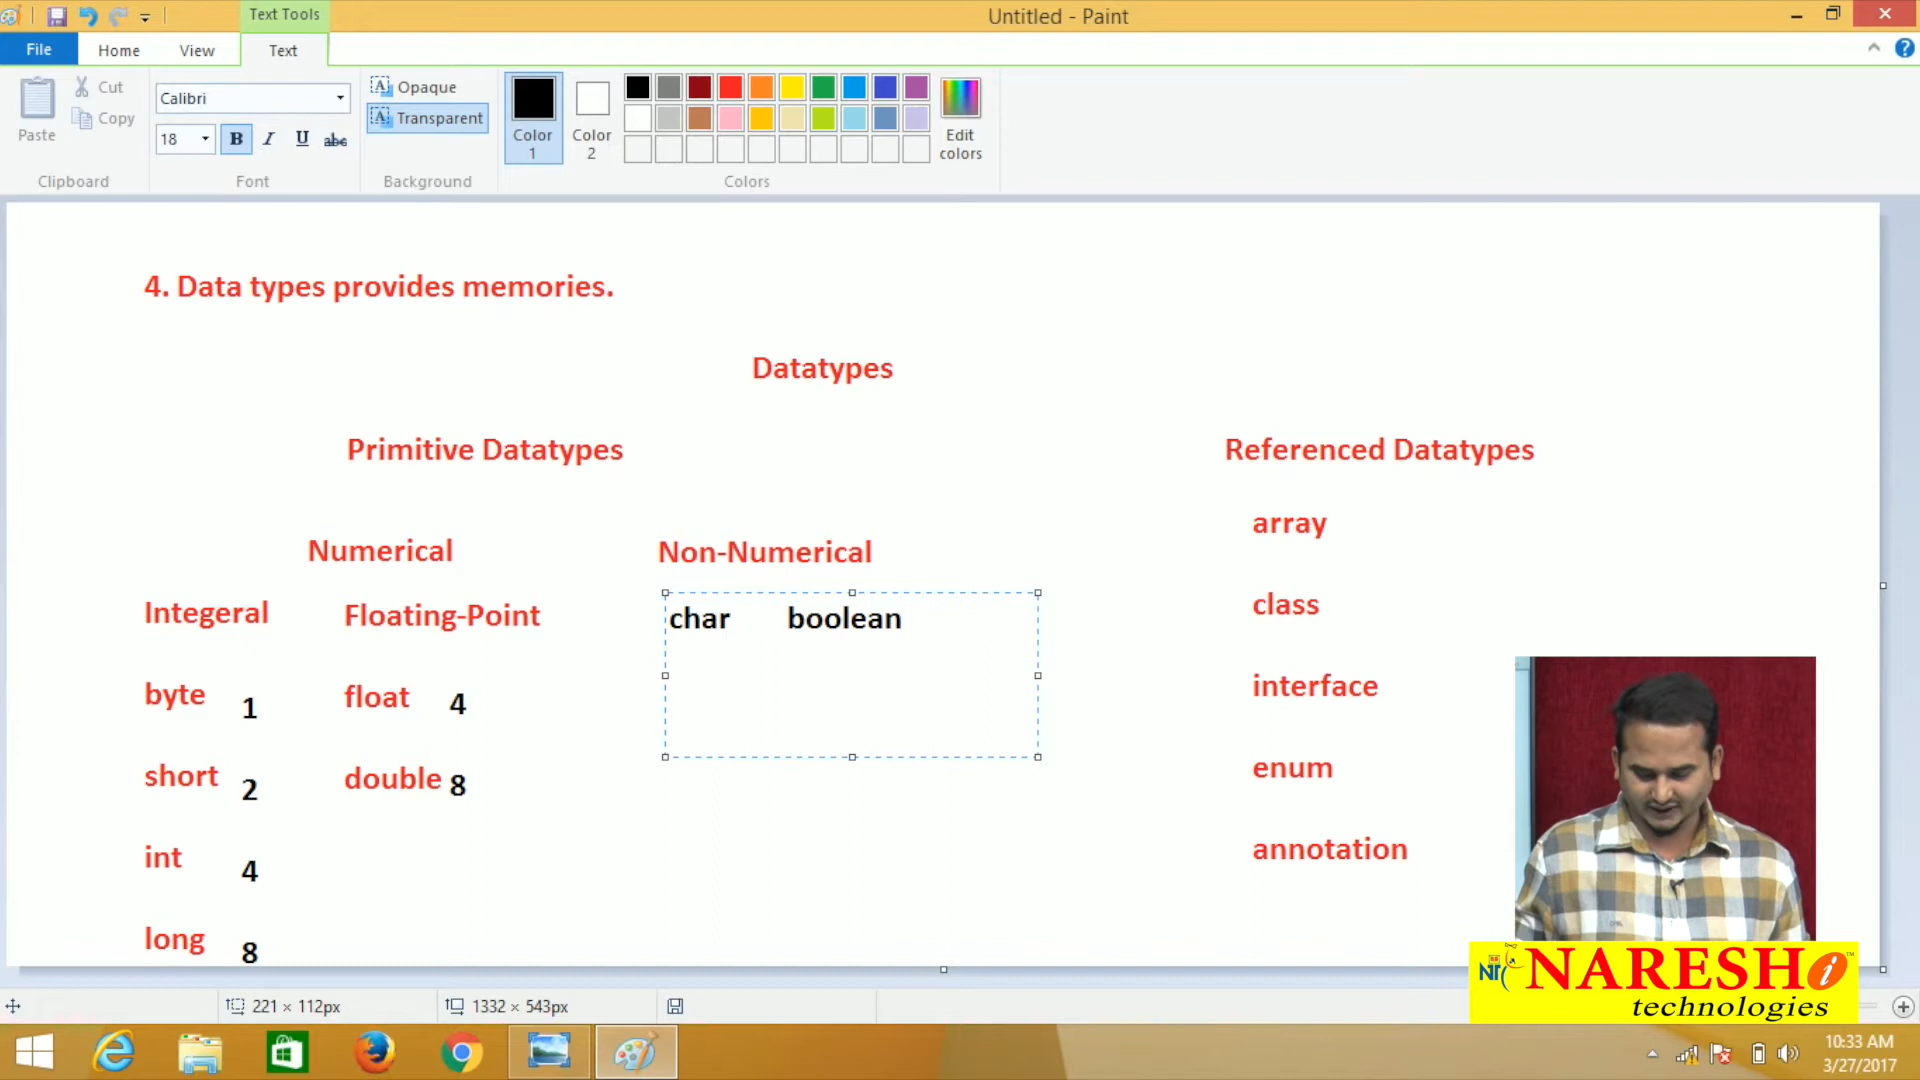 Text Tools
Untitled - Paint
File
Home
View
Text
Paste
Cut
Copy
Clipboard
Calibri
18
B I U abc
Font
Opaque
Transparent
Background
Color 1
Color 2
Edit colors
Colors
4. Data types provides memories.
Datatypes
Primitive Datatypes
Referenced Datatypes
Numerical
Non-Numerical
Integeral
Floating-Point
char boolean
byte 1
float 4
short 2
double 8
int 4
long 8
array
class
interface
enum
annotation
NARESH i
technologies
221 × 112px
1332 × 543px
10:33 AM
3/27/2017